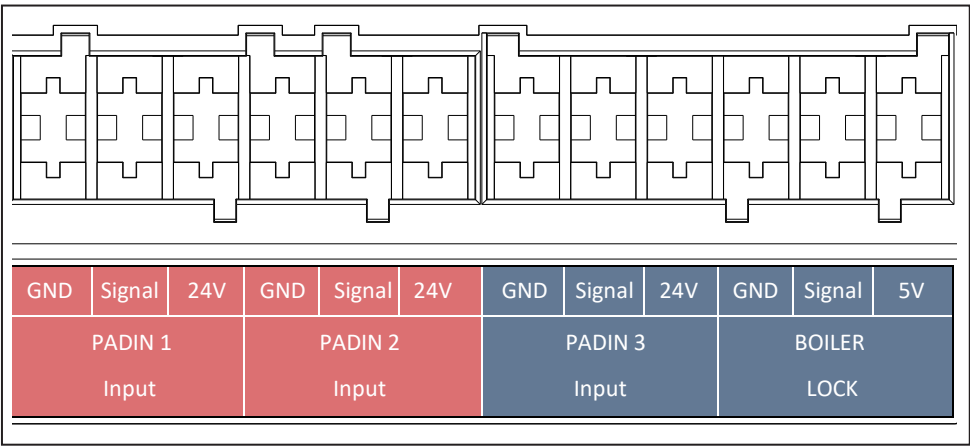 GND Signal 24V GND Signal 24V GND Signal 24V GND Signal 5V
PADIN 1 PADIN 2 PADIN 3 BOILER
Input Input Input LOCK